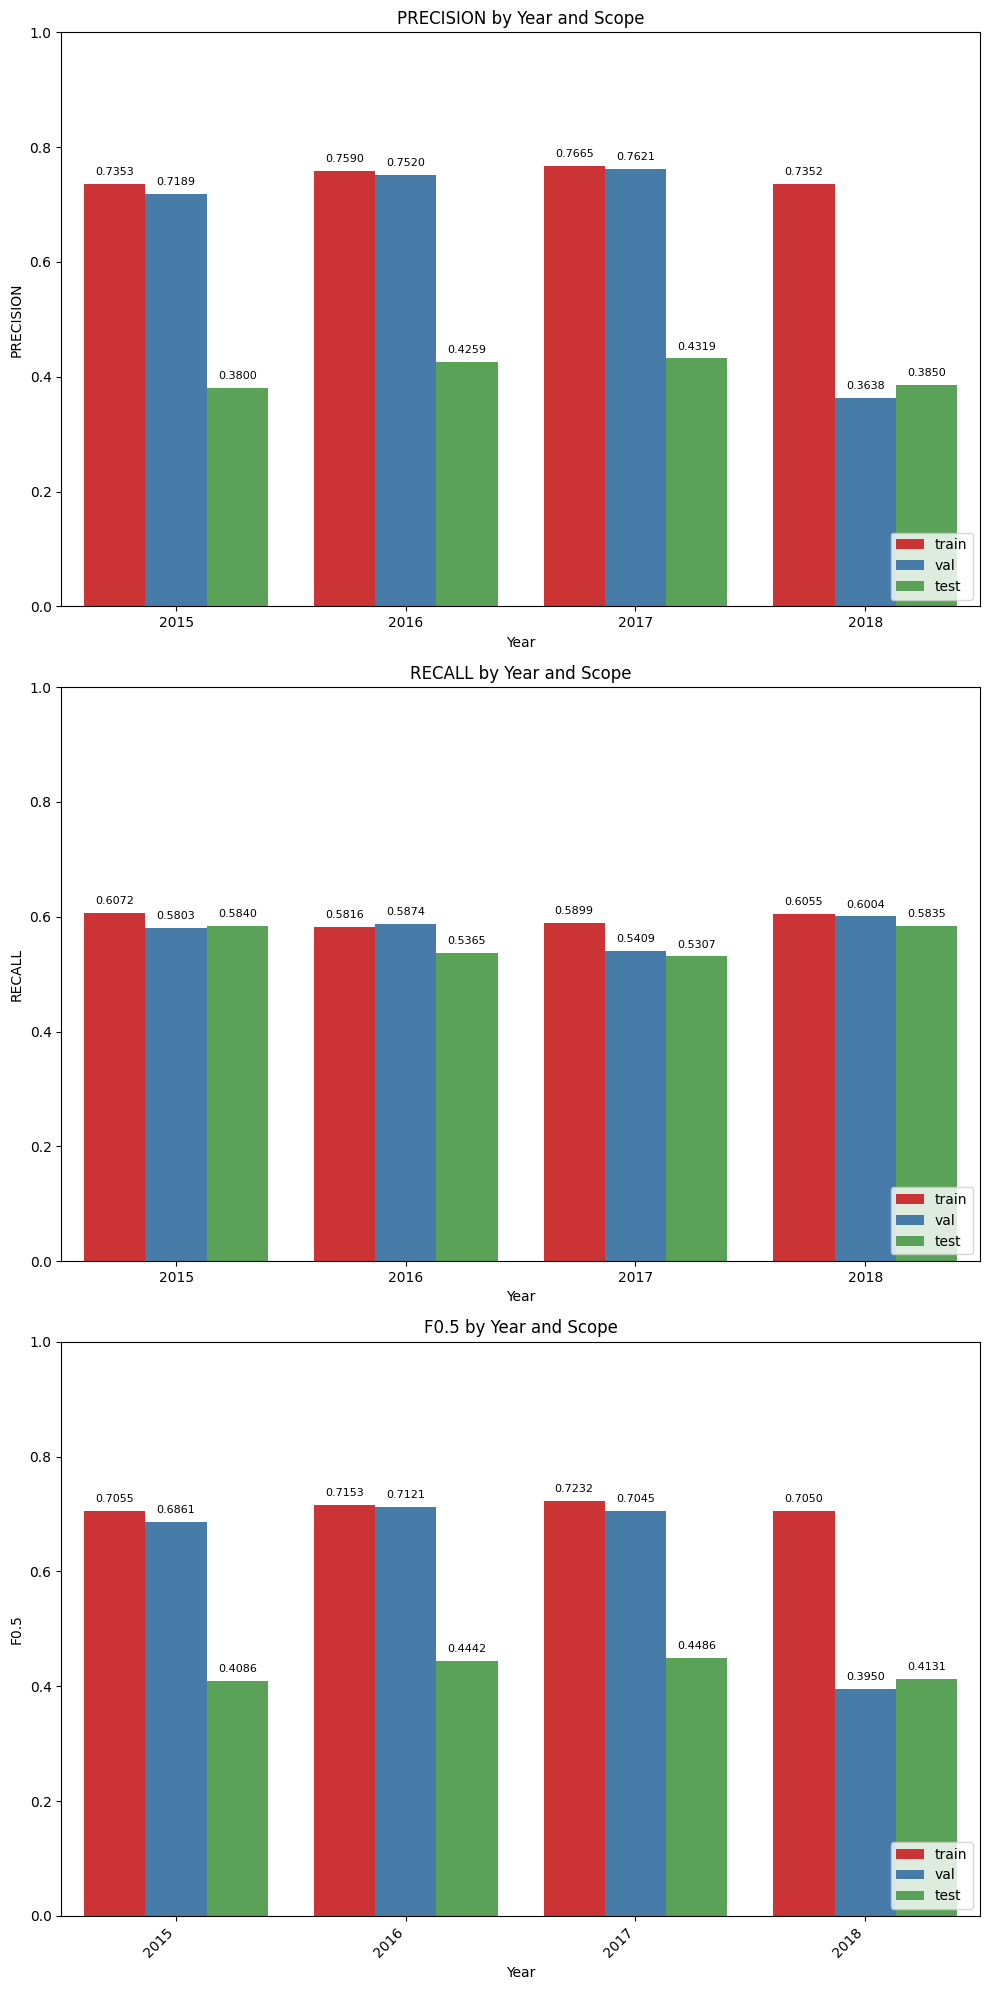 PRECISION by Year and Scope
1.0
0.8
0.6
0.4
0.2
0.0
PRECISION
0.7353
0.7189
0.3800
0.7590
0.7520
0.4259
0.7665
0.7621
0.4319
0.7352
0.3638
0.3850
train
val
test
2015 2016 2017 2018
Year
RECALL by Year and Scope
1.0
0.8
0.6
0.4
0.2
0.0
RECALL
0.6072
0.5803
0.5840
0.5816
0.5874
0.5365
0.5899
0.5409
0.5307
0.6055
0.6004
0.5835
train
val
test
2015 2016 2017 2018
Year
F0.5 by Year and Scope
1.0
0.8
0.6
0.4
0.2
0.0
F0.5
0.7055
0.6861
0.4086
0.7153
0.7121
0.4442
0.7232
0.7045
0.4486
0.7050
0.3950
0.4131
train
val
test
2015 2016 2017 2018
Year